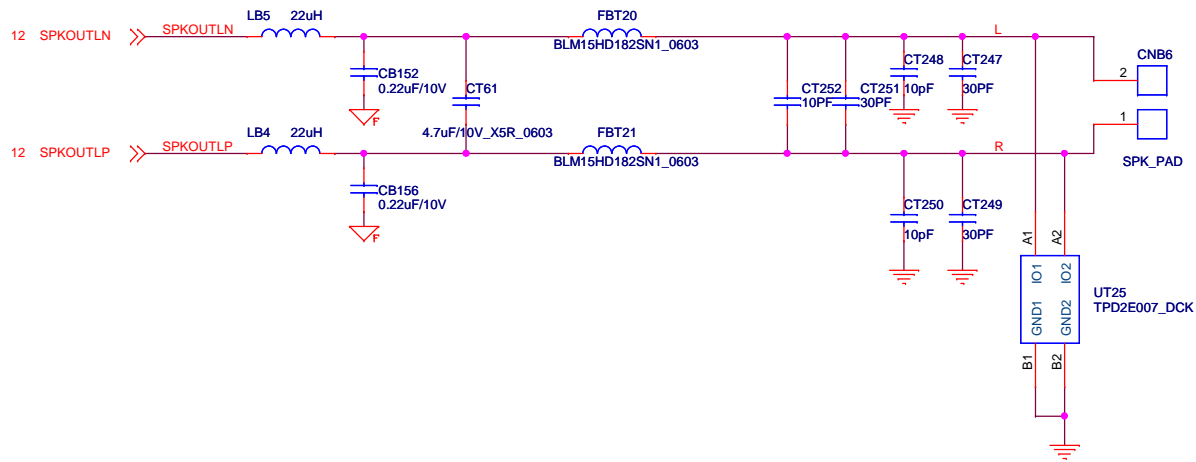 LB5 22uH
FBT20
12 SPKOUTLN
SPKOUTLN
BLM15HD182SN1_0603
L
CB152
0.22uF/10V
F
CT61
4.7uF/10V_X5R_0603
CT252
10PF
CT251
30PF
CT248
10pF
CT247
30PF
CNB6
2
1
SPK_PAD
LB4 22uH
FBT21
12 SPKOUTLP
SPKOUTLP
BLM15HD182SN1_0603
R
CB156
0.22uF/10V
F
CT250
10pF
CT249
30PF
A1
A2
IO1
IO2
GND1
GND2
B1
B2
UT25
TPD2E007_DCK